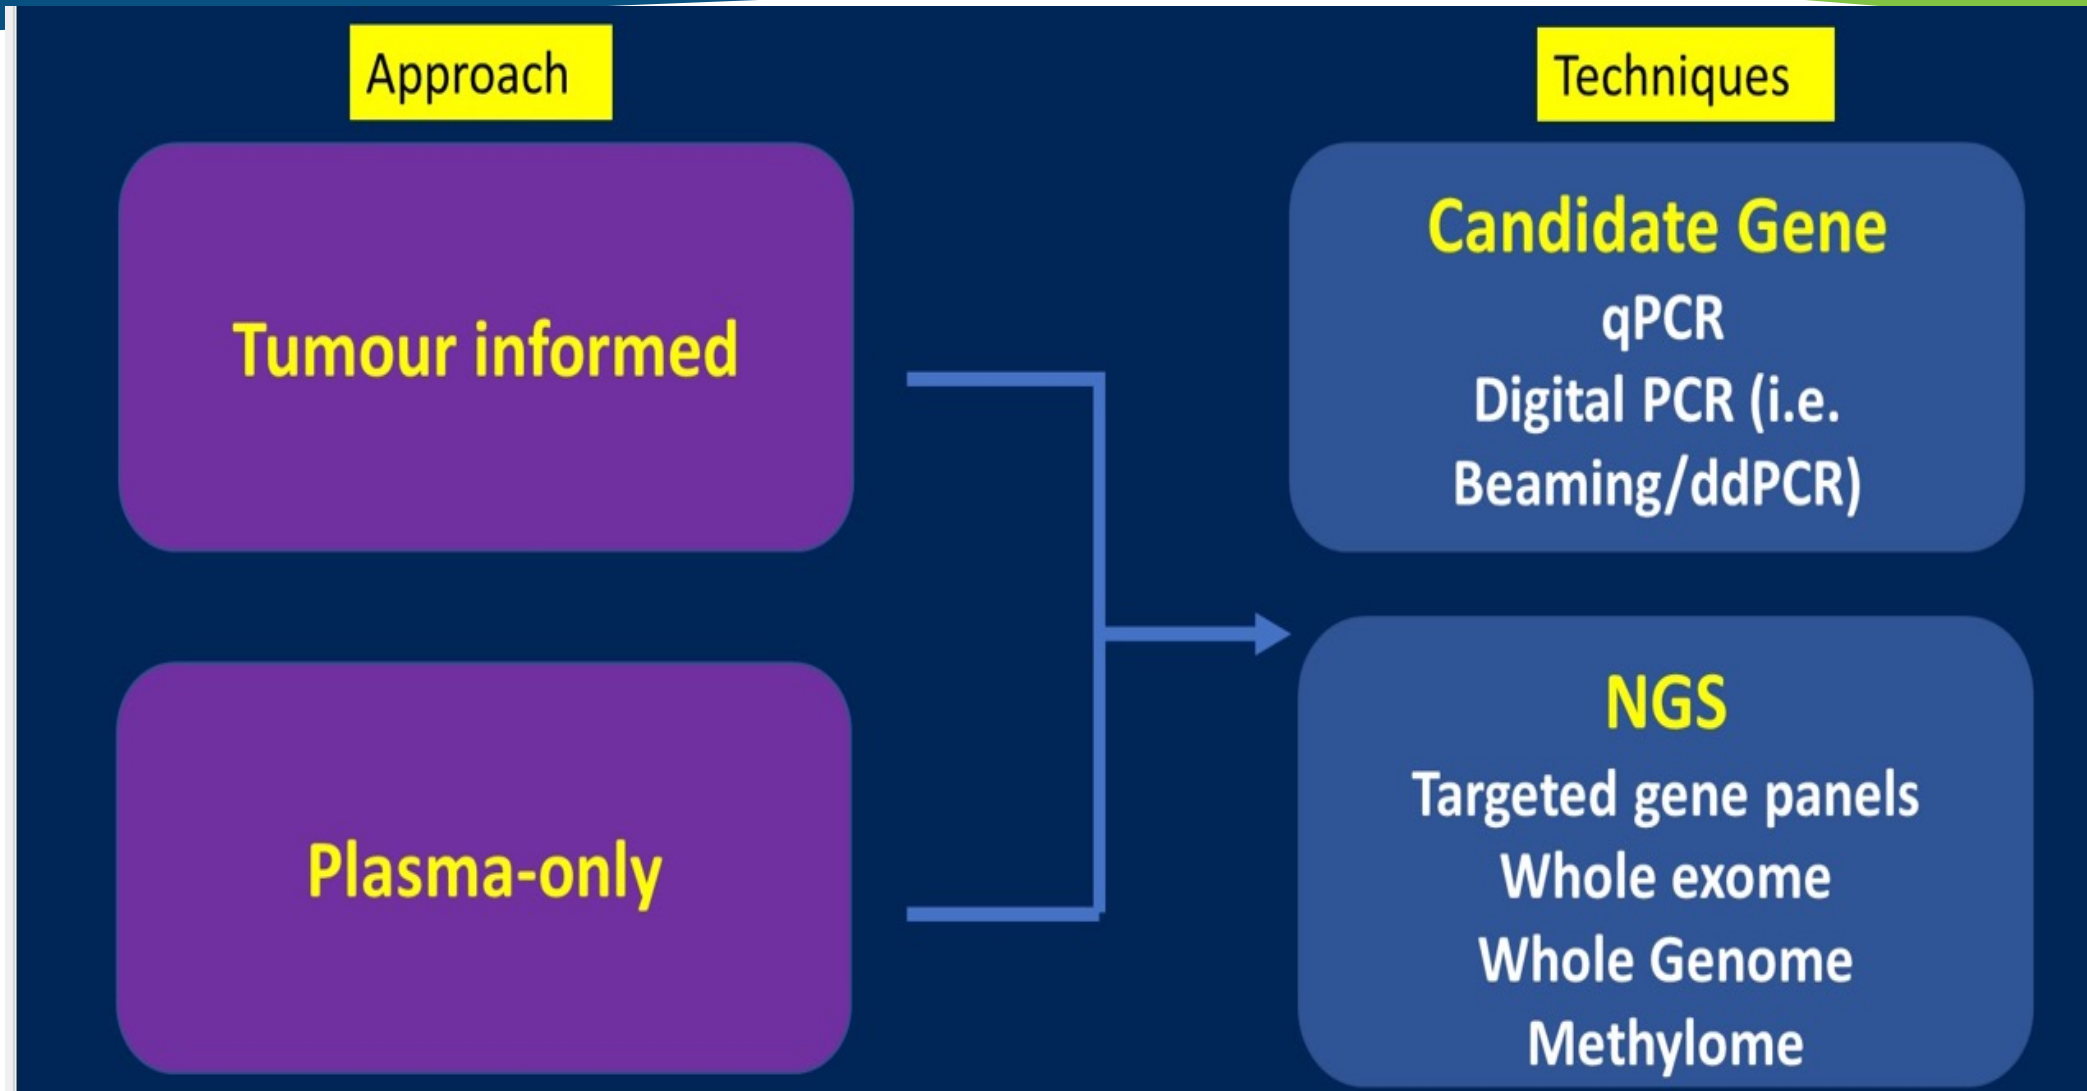 Approach
Techniques
Tumour informed
Plasma-only
Candidate Gene
qPCR
Digital PCR (i.e.
Beaming/ddPCR)
NGS
Targeted gene panels
Whole exome
Whole Genome
Methylome